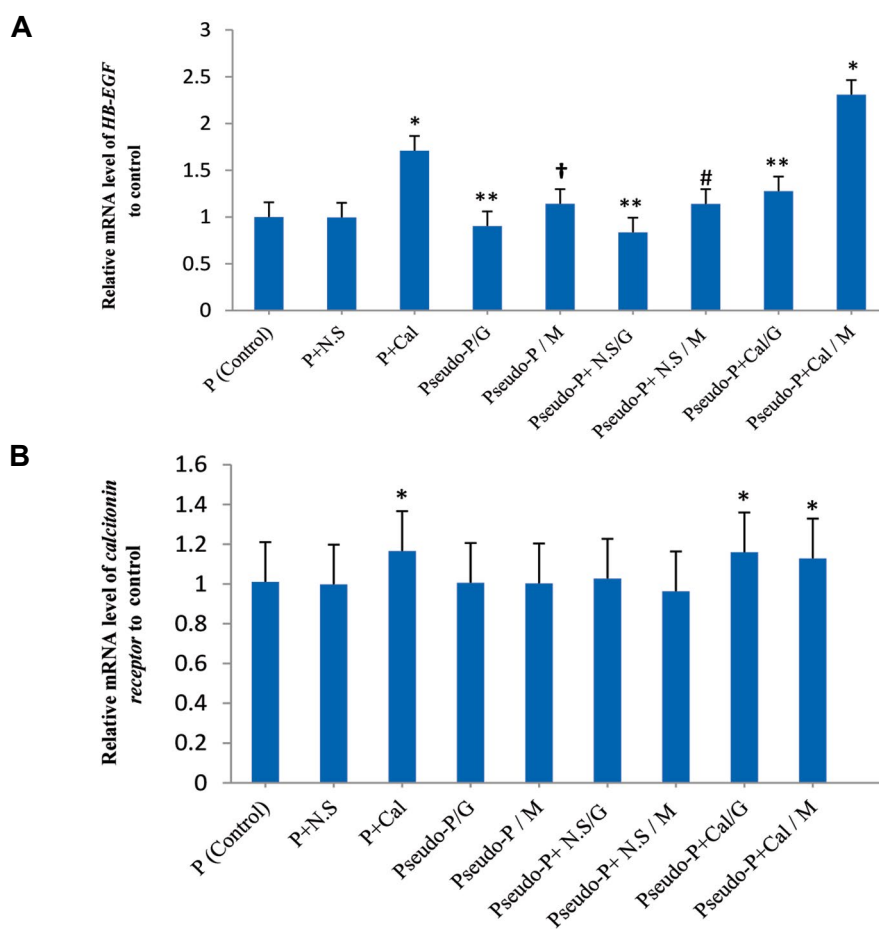 A
Relative mRNA level of HB-EGF
to control
3
2.5
2
1.5
1
0.5
0
*
**
†
**
#
**
*
P (Control)
P+N.S
P+Cal
Pseudo-P/G
Pseudo-P / M
Pseudo-P+ N.S/G
Pseudo-P+ N.S / M
Pseudo-P+Cal/G
Pseudo-P+Cal / M
B
Relative mRNA level of calcitonin
receptor to control
1.6
1.4
1.2
1
0.8
0.6
0.4
0.2
0
*
*
*
P (Control)
P+N.S
P+Cal
Pseudo-P/G
Pseudo-P / M
Pseudo-P+ N.S/G
Pseudo-P+ N.S / M
Pseudo-P+Cal/G
Pseudo-P+Cal / M